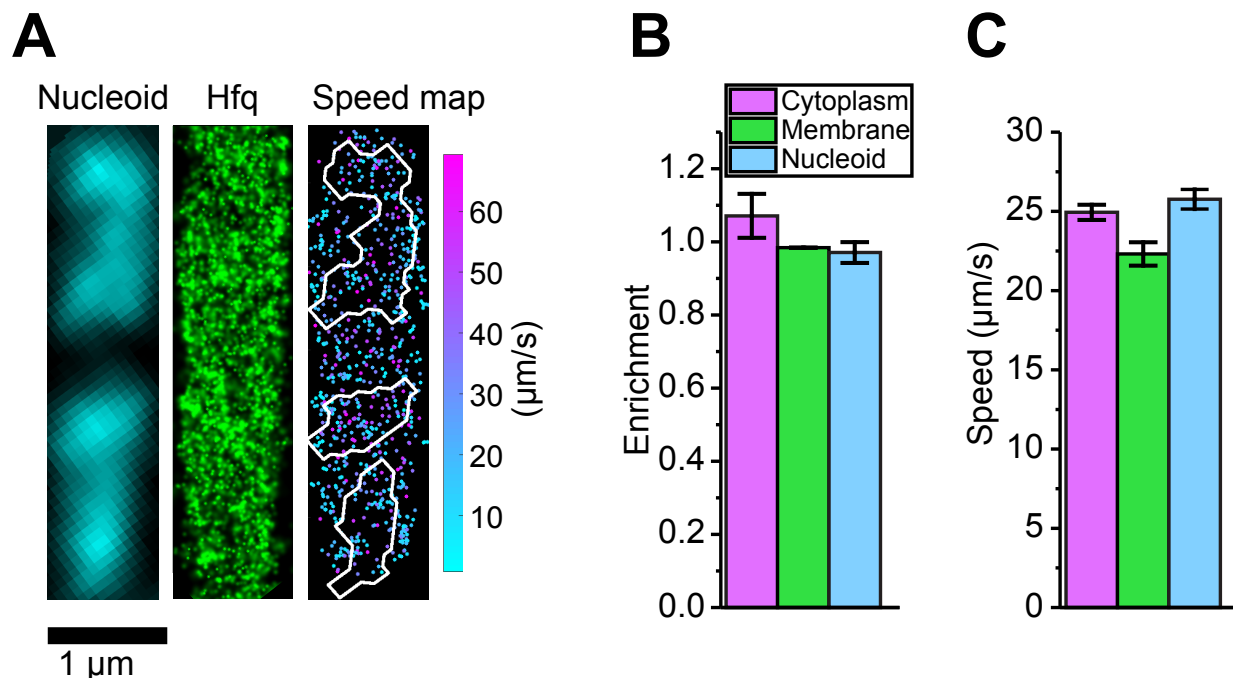 A
Nucleoid
Hfq
Speed map
60
50
40
30
20
10
(µm/s)
1 µm
B
Cytoplasm
Membrane
Nucleoid
1.2
1.0
0.8
0.6
0.4
0.2
0.0
Enrichment
C
30
25
20
15
10
5
0
Speed (µm/s)